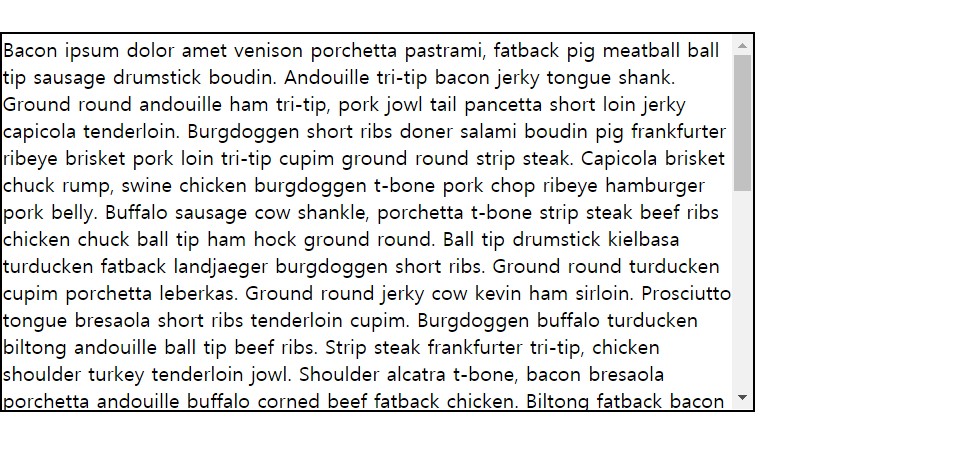 Bacon ipsum dolor amet venison porchetta pastrami, fatback pig meatball ball
tip sausage drumstick boudin. Andouille tri-tip bacon jerky tongue shank.
Ground round andouille ham tri-tip, pork jowl tail pancetta short loin jerky
capicola tenderloin. Burgdoggen short ribs doner salami boudin pig frankfurter
ribeye brisket pork loin tri-tip cupim ground round strip steak. Capicola brisket
chuck rump, swine chicken burgdoggen t-bone pork chop ribeye hamburger
pork belly. Buffalo sausage cow shankle, porchetta t-bone strip steak beef ribs
chicken chuck ball tip ham hock ground round. Ball tip drumstick kielbasa
turducken fatback landjaeger burgdoggen short ribs. Ground round turducken
cupim porchetta leberkas. Ground round jerky cow kevin ham sirloin. Prosciutto
tongue bresaola short ribs tenderloin cupim. Burgdoggen buffalo turducken
biltong andouille ball tip beef ribs. Strip steak frankfurter tri-tip, chicken
shoulder turkey tenderloin jowl. Shoulder alcatra t-bone, bacon bresaola
porchetta andouille buffalo corned beef fatback chicken. Biltong fatback bacon